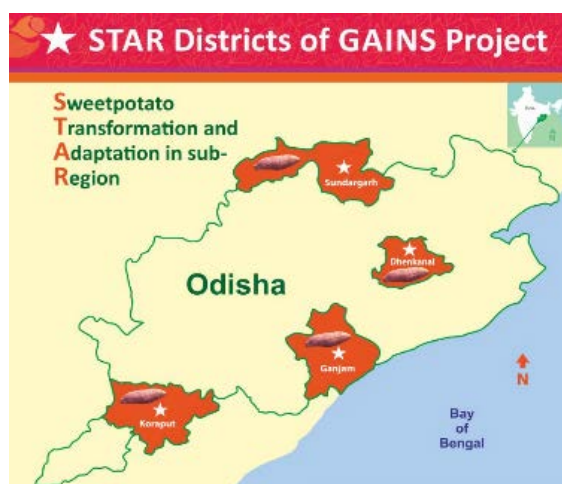 STAR Districts of GAINS Project
Sweetpotato
Transformation and
Adaptation in sub-
Region
Sundargarh
Dhenkanal
Odisha
Ganjam
Koraput
N
Bay
of
Bengal